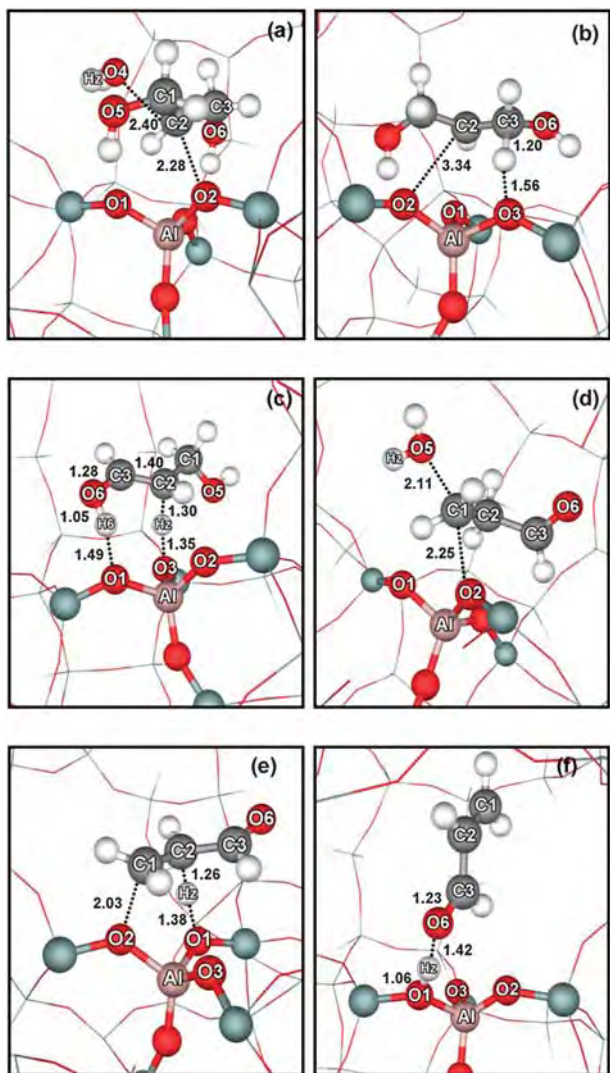 (a)
Hz O4
C1
O5
C3
2.40
C2
O6
2.28
O1
O2
Al
(b)
C2 C3 O6
1.20
3.34
1.56
O2 O1 O3
Al
(c)
1.28 1.40 C1
C3 C2
O6
O5
1.05 1.30
H6 Hz
1.49 1.35
O1 O3 O2
Al
(d)
O5
Hz
2.11
O6
C1 C2
C3
2.25
O1 O2
Al
(e)
O6
C2 C3
C1
1.26
Hz
2.03
1.38
O2 O1
Al O3
(f)
C1
C2
C3
1.23
O6
1.42
Hz
1.06
O1 O3 O2
Al